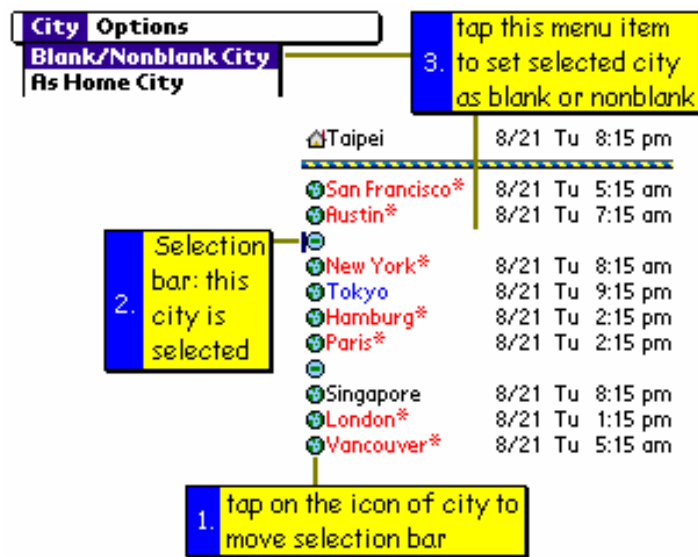 City Options
Blank/Nonblank City
As Home City
3. tap this menu item
to set selected city
as blank or nonblank
Taipei 8/21 Tu 8:15 pm
San Francisco* 8/21 Tu 5:15 am
Austin* 8/21 Tu 7:15 am
2. Selection
bar: this
city is
selected
New York* 8/21 Tu 8:15 am
Tokyo 8/21 Tu 9:15 pm
Hamburg* 8/21 Tu 2:15 pm
Paris* 8/21 Tu 2:15 pm
Singapore 8/21 Tu 8:15 pm
London* 8/21 Tu 1:15 pm
Vancouver* 8/21 Tu 5:15 am
1. tap on the icon of city to
move selection bar